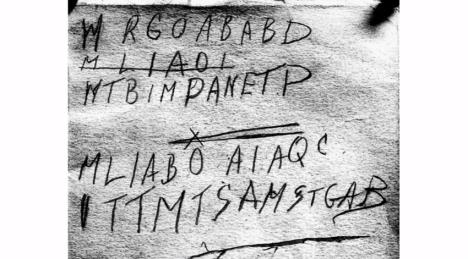 WRGOABABD
MLIAOI
WTBIMPANETP
MLIABOAIAQC
ITTMTSAMSTGAB